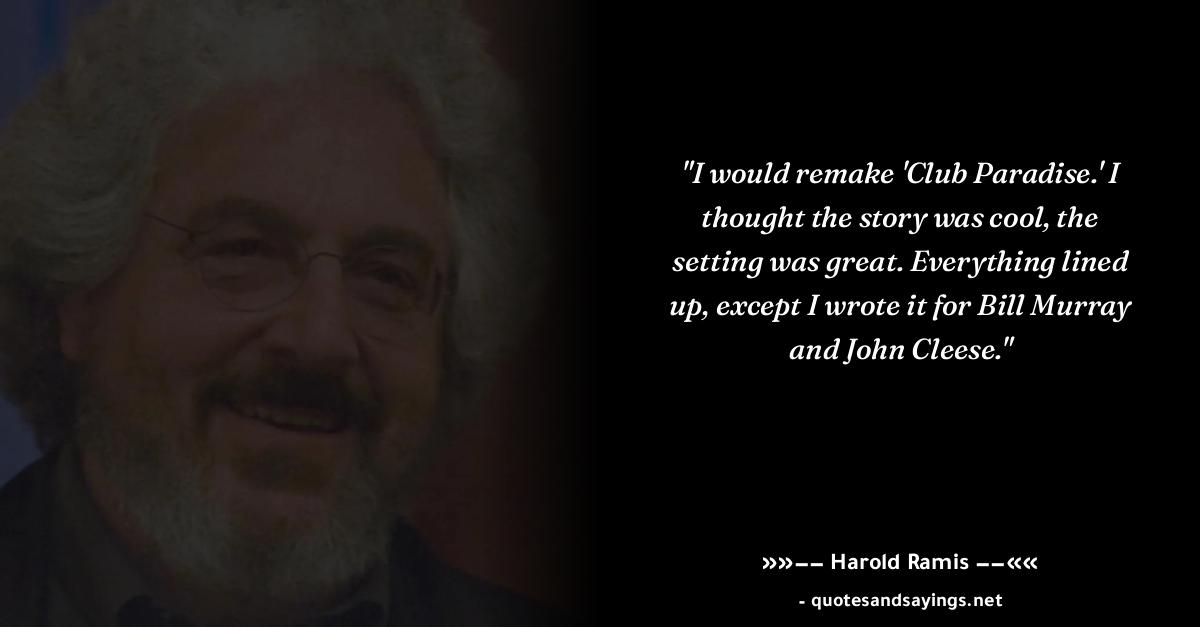 "I would remake 'Club Paradise.' I
thought the story was cool, the
setting was great. Everything lined
up, except I wrote it for Bill Murray
and John Cleese."
»»−− Harold Ramis −−««
- quotesandsayings.net